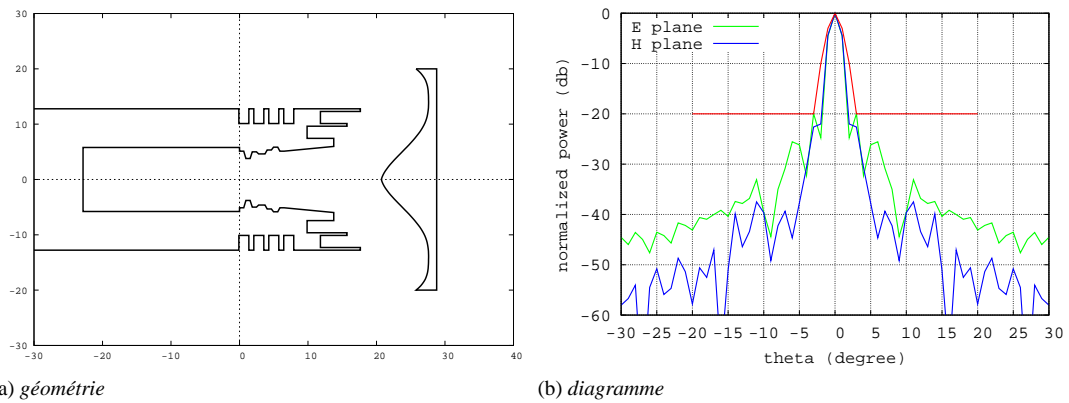 30
20
10
0
-10
-20
-30
-30 -20 -10 0 10 20 30 40
a) géométrie
0
-10
-20
-30
-40
-50
-60
normalized power (db)
E plane
H plane
-30 -25 -20 -15 -10 -5 0 5 10 15 20 25 30
theta (degree)
(b) diagramme